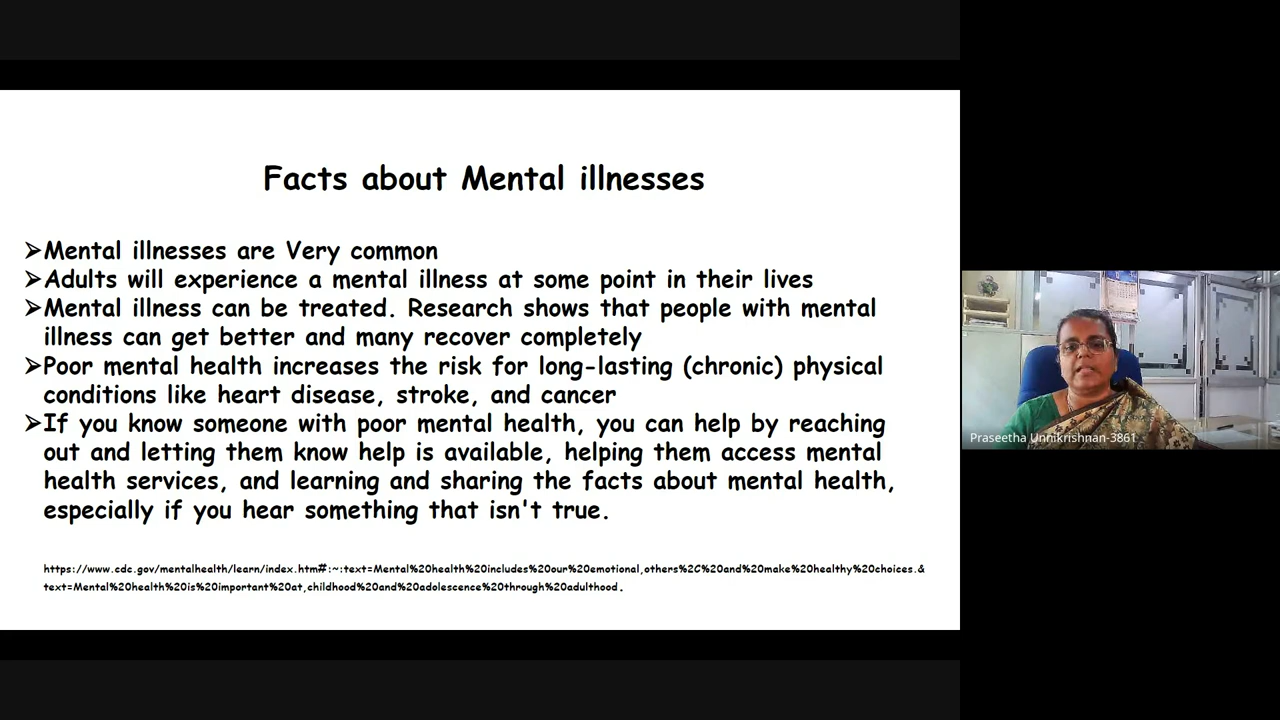 Facts about Mental illnesses
➢Mental illnesses are Very common
➢Adults will experience a mental illness at some point in their lives
➢Mental illness can be treated. Research shows that people with mental
illness can get better and many recover completely
➢Poor mental health increases the risk for long-lasting (chronic) physical
conditions like heart disease, stroke, and cancer
➢If you know someone with poor mental health, you can help by reaching
out and letting them know help is available, helping them access mental
health services, and learning and sharing the facts about mental health,
especially if you hear something that isn't true.
https://www.cdc.gov/mentalhealth/learn/index.htm#:~:text=Mental%20health%20includes%20our%20emotional,others%2C%20and%20make%20healthy%20choices.&
text=Mental%20health%20is%20important%20at,childhood%20and%20adolescence%20through%20adulthood.
Praseetha Unnikrishnan-3861